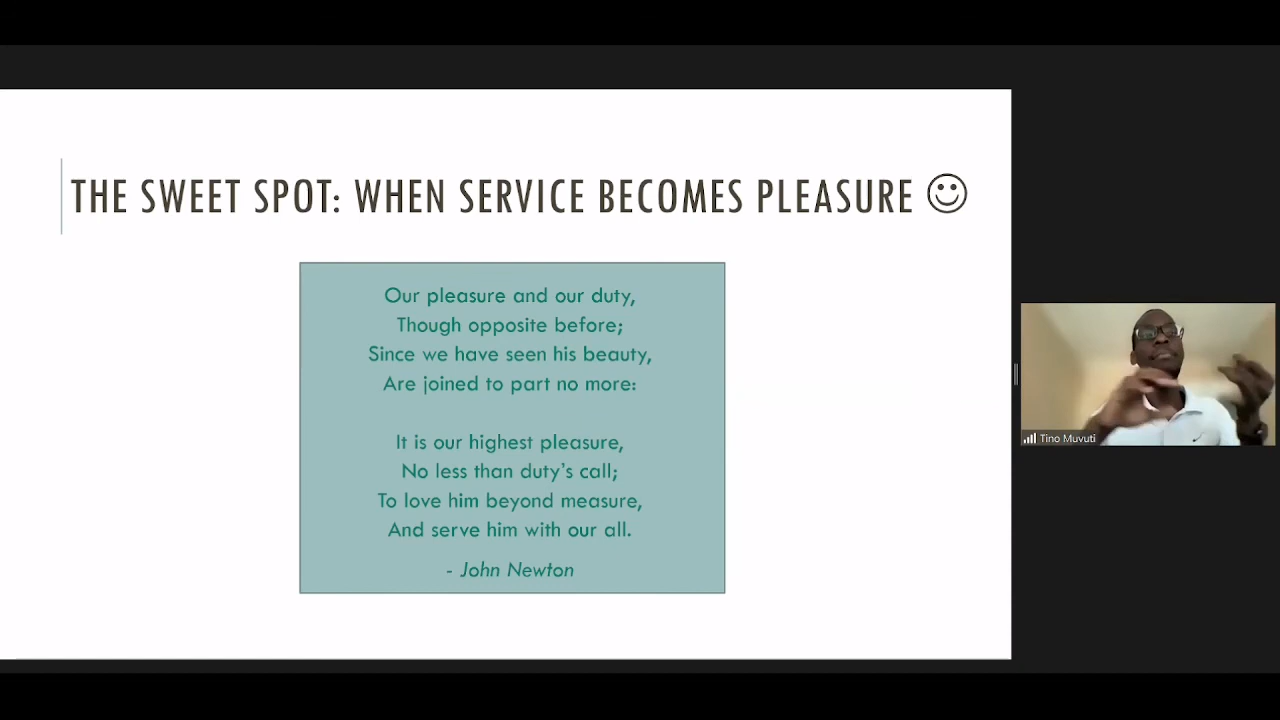 THE SWEET SPOT: WHEN SERVICE BECOMES PLEASURE ☺
Our pleasure and our duty,
Though opposite before;
Since we have seen his beauty,
Are joined to part no more:
It is our highest pleasure,
No less than duty's call;
To love him beyond measure,
And serve him with our all.
- John Newton
Tino Muvuti